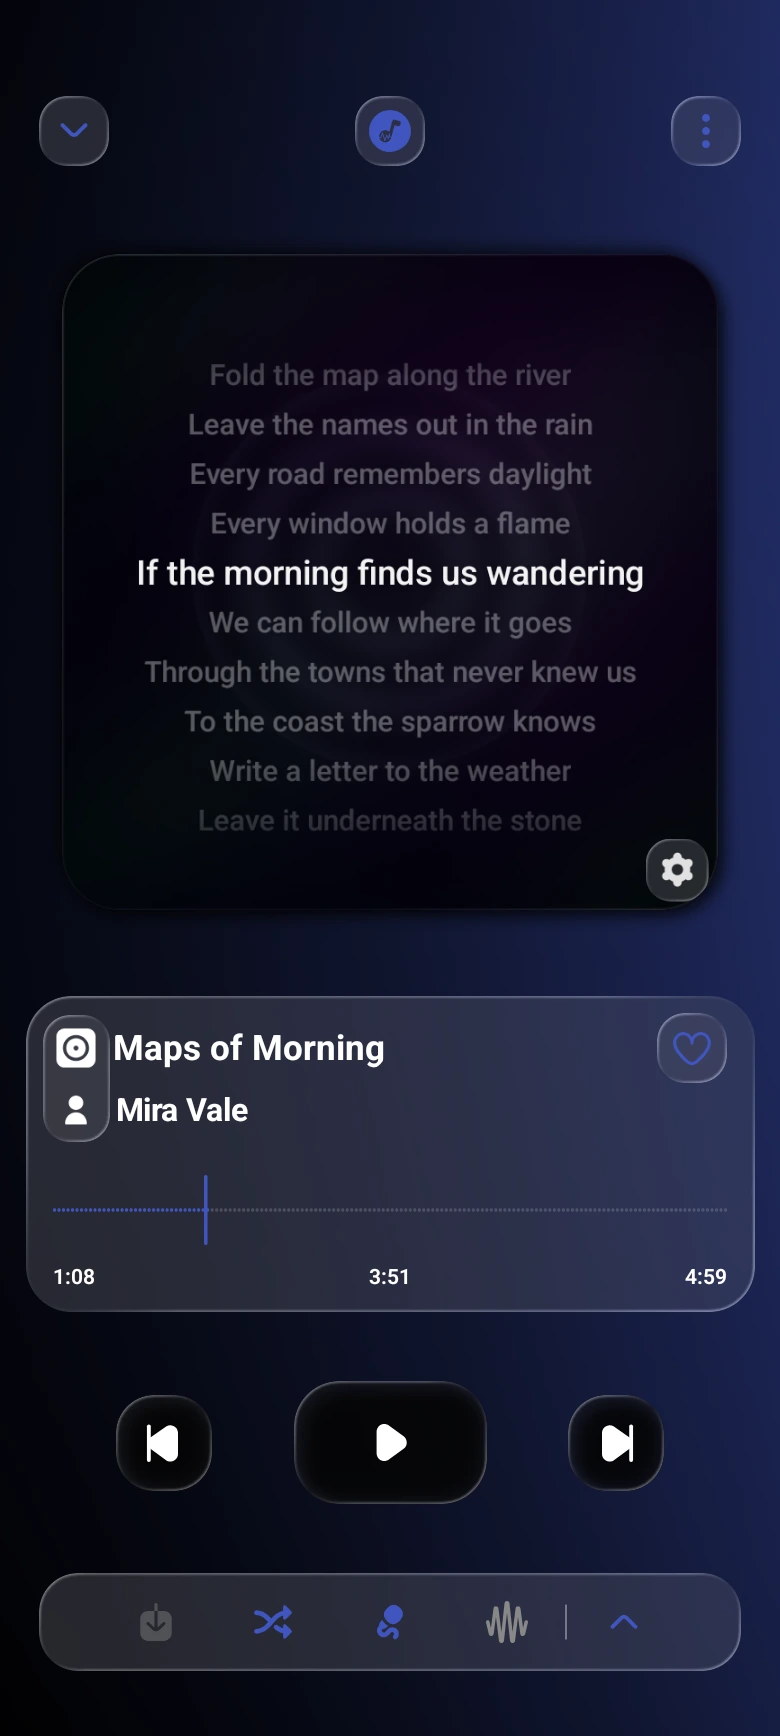 Fold the map along the river
Leave the names out in the rain
Every road remembers daylight
Every window holds a flame
If the morning finds us wandering
We can follow where it goes
Through the towns that never knew us
To the coast the sparrow knows
Write a letter to the weather
Leave it underneath the stone
Maps of Morning
Mira Vale
1:08 3:51 4:59